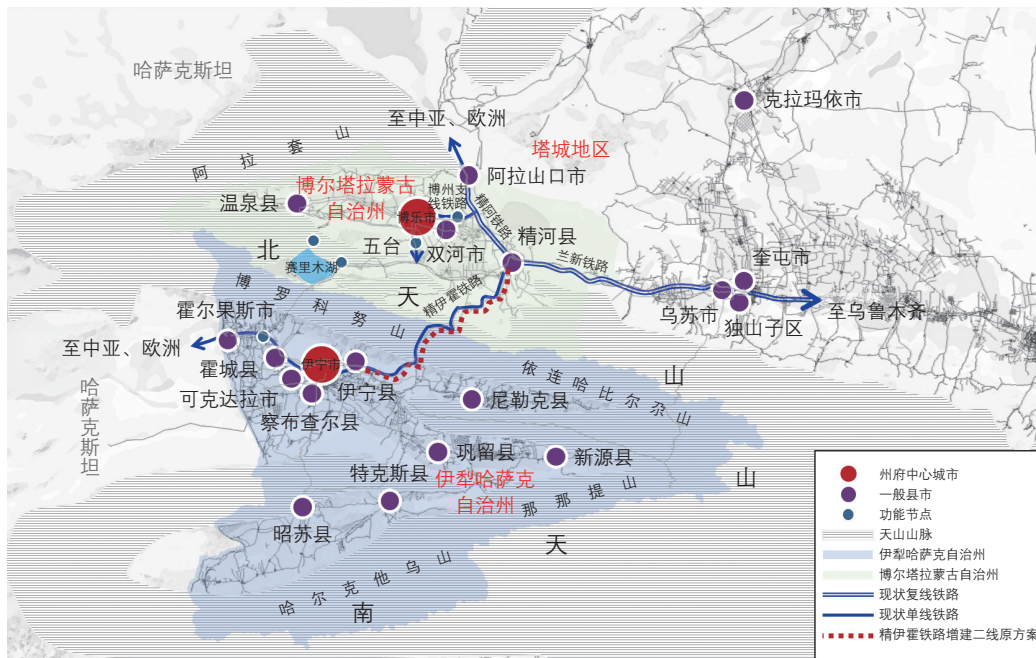 哈萨克斯坦
克拉玛依市
至中亚、欧洲
塔城地区
阿拉套山
阿拉山口市
博尔塔拉蒙古
自治州
博州支
线铁路
精阿铁路
温泉县
博乐市
五台
双河市
精河县
兰新铁路
北
赛里木湖
天
精伊霍铁路
奎屯市
乌苏市
独山子区
至乌鲁木齐
博罗科努山
霍尔果斯市
至中亚、欧洲
霍城县
伊宁市
可克达拉市
伊宁县
察布查尔县
哈萨克斯坦
依连哈比尔尕山
山
尼勒克县
巩留县
新源县
特克斯县
伊犁哈萨克
自治州
那那提山
山
昭苏县
天
哈尔克他乌山
南
州府中心城市
一般县市
功能节点
天山山脉
伊犁哈萨克自治州
博尔塔拉蒙古自治州
现状复线铁路
现状单线铁路
精伊霍铁路增建二线原方案